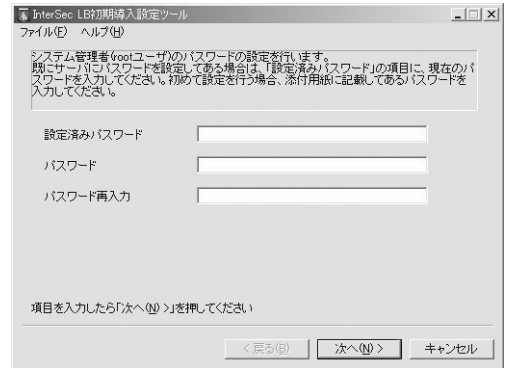 InterSec LB初期導入設定ツール
ファイル(F) ヘルプ(H)
システム管理者(rootユーザ)のパスワードの設定を行います。
既にサーバにパスワードを設定してある場合は、「設定済みパスワード」の項目に、現在のパ
スワードを入力してください。初めて設定を行う場合、添付用紙に記載してあるパスワードを
入力してください。
設定済みパスワード
パスワード
パスワード再入力
項目を入力したら「次へ(N) >」を押してください
< 戻る(B) 次へ(N) > キャンセル